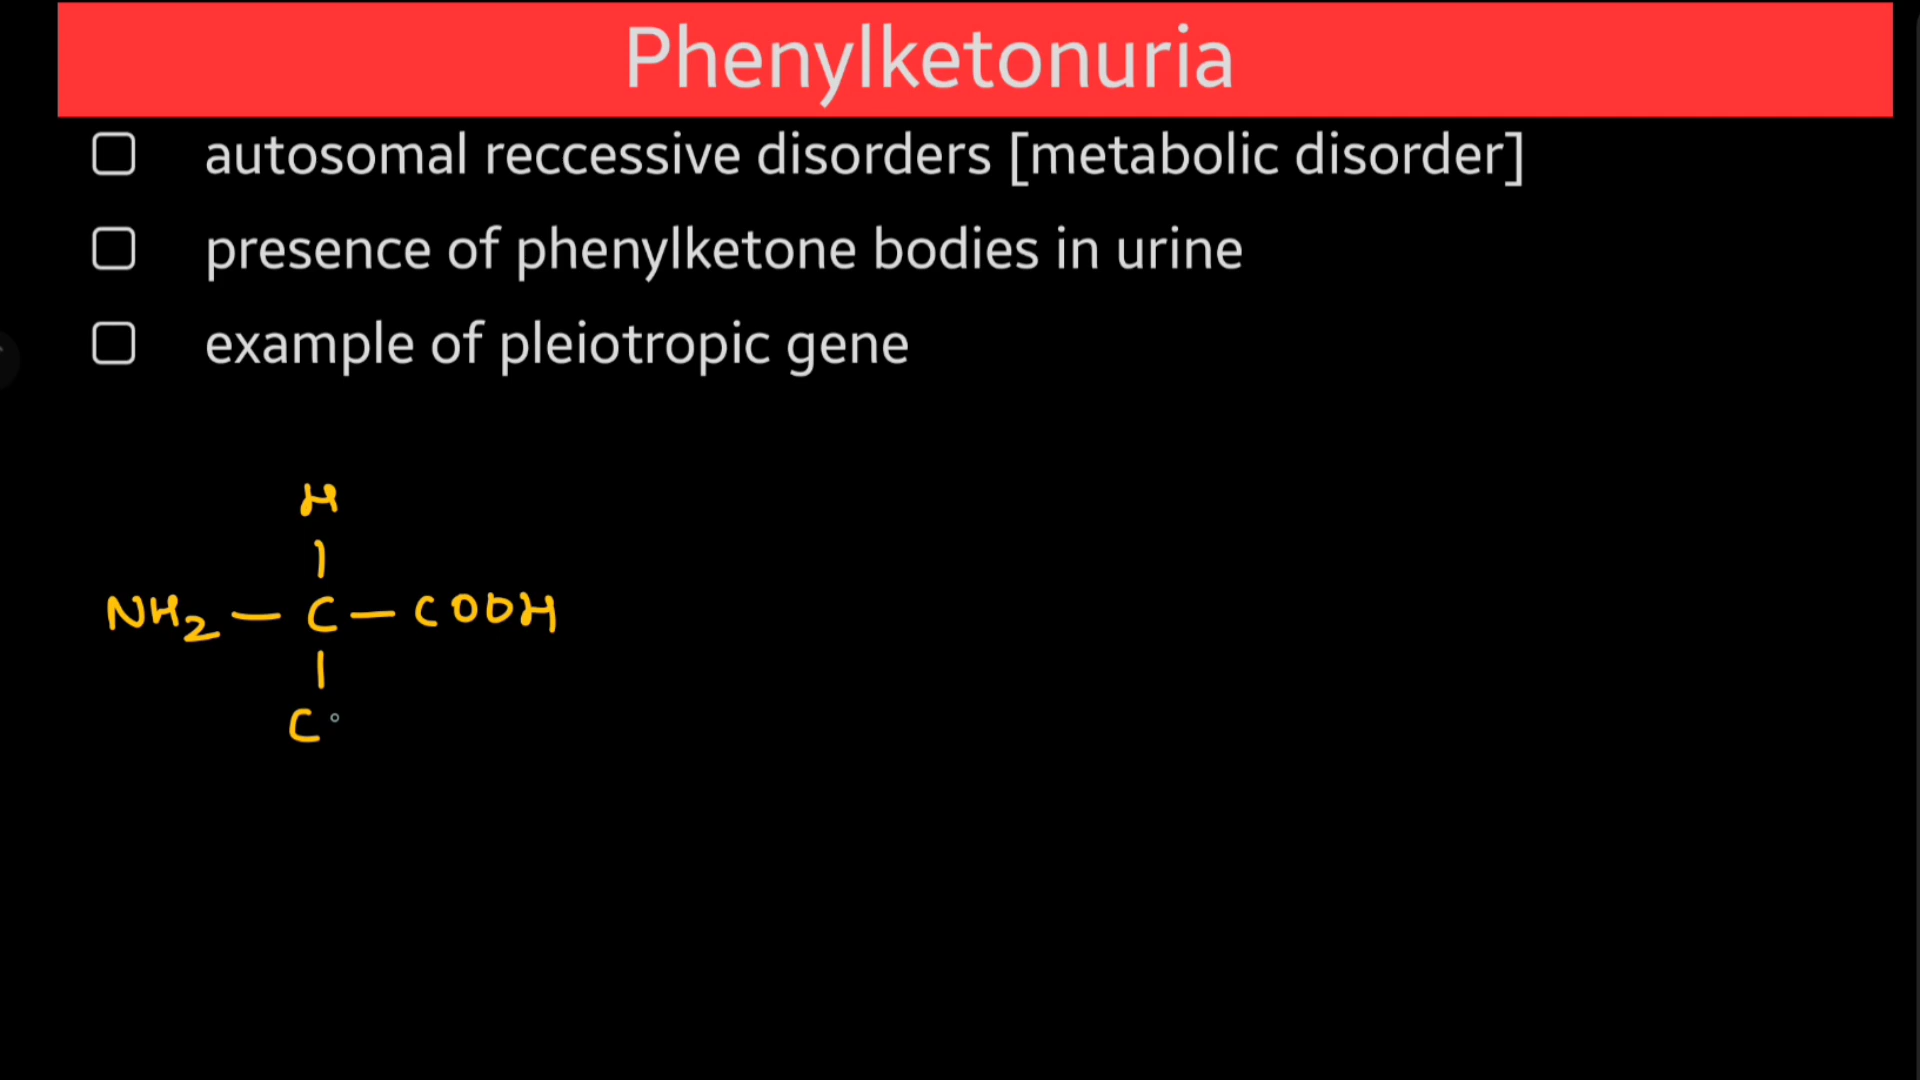 Phenylketonuria
autosomal reccessive disorders [metabolic disorder]
presence of phenylketone bodies in urine
example of pleiotropic gene
H
NH₂ — C — COOH
C